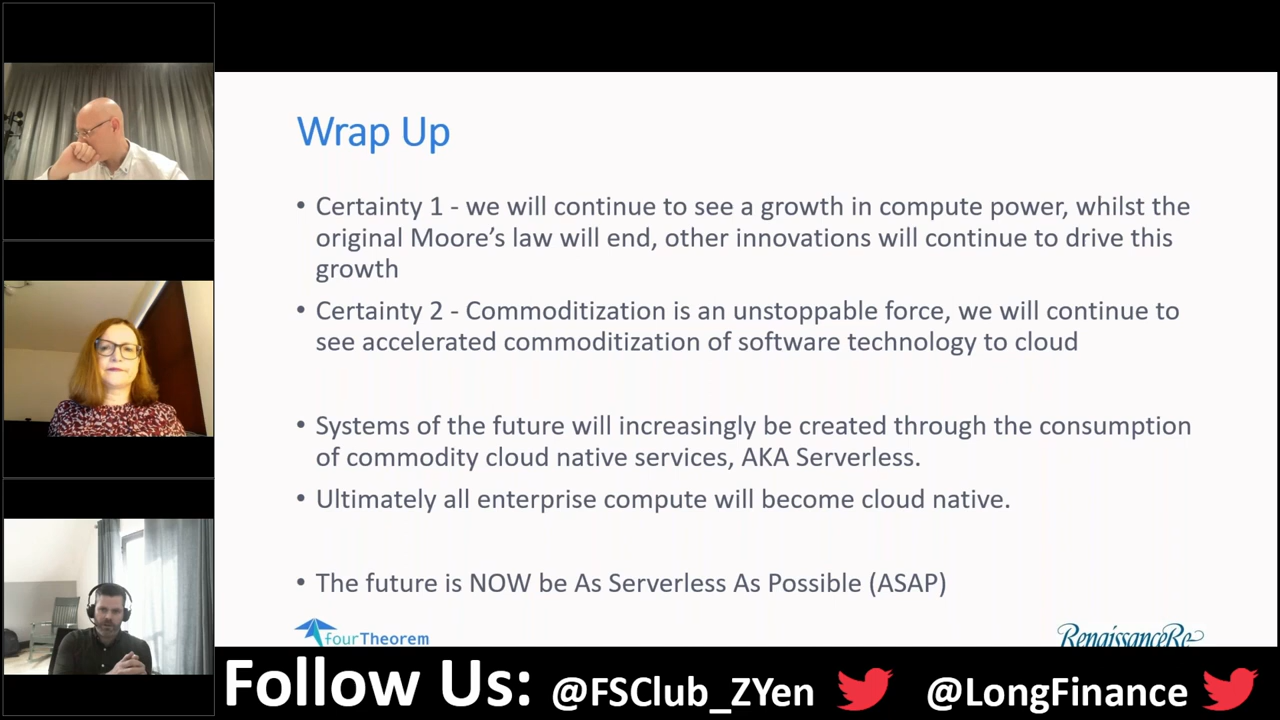 Wrap Up
• Certainty 1 - we will continue to see a growth in compute power, whilst the
original Moore's law will end, other innovations will continue to drive this
growth
• Certainty 2 - Commoditization is an unstoppable force, we will continue to
see accelerated commoditization of software technology to cloud
• Systems of the future will increasingly be created through the consumption
of commodity cloud native services, AKA Serverless.
• Ultimately all enterprise compute will become cloud native.
• The future is NOW be As Serverless As Possible (ASAP)
fourTheorem
RenaissanceRe
Follow Us: @FSClub_ZYen @LongFinance